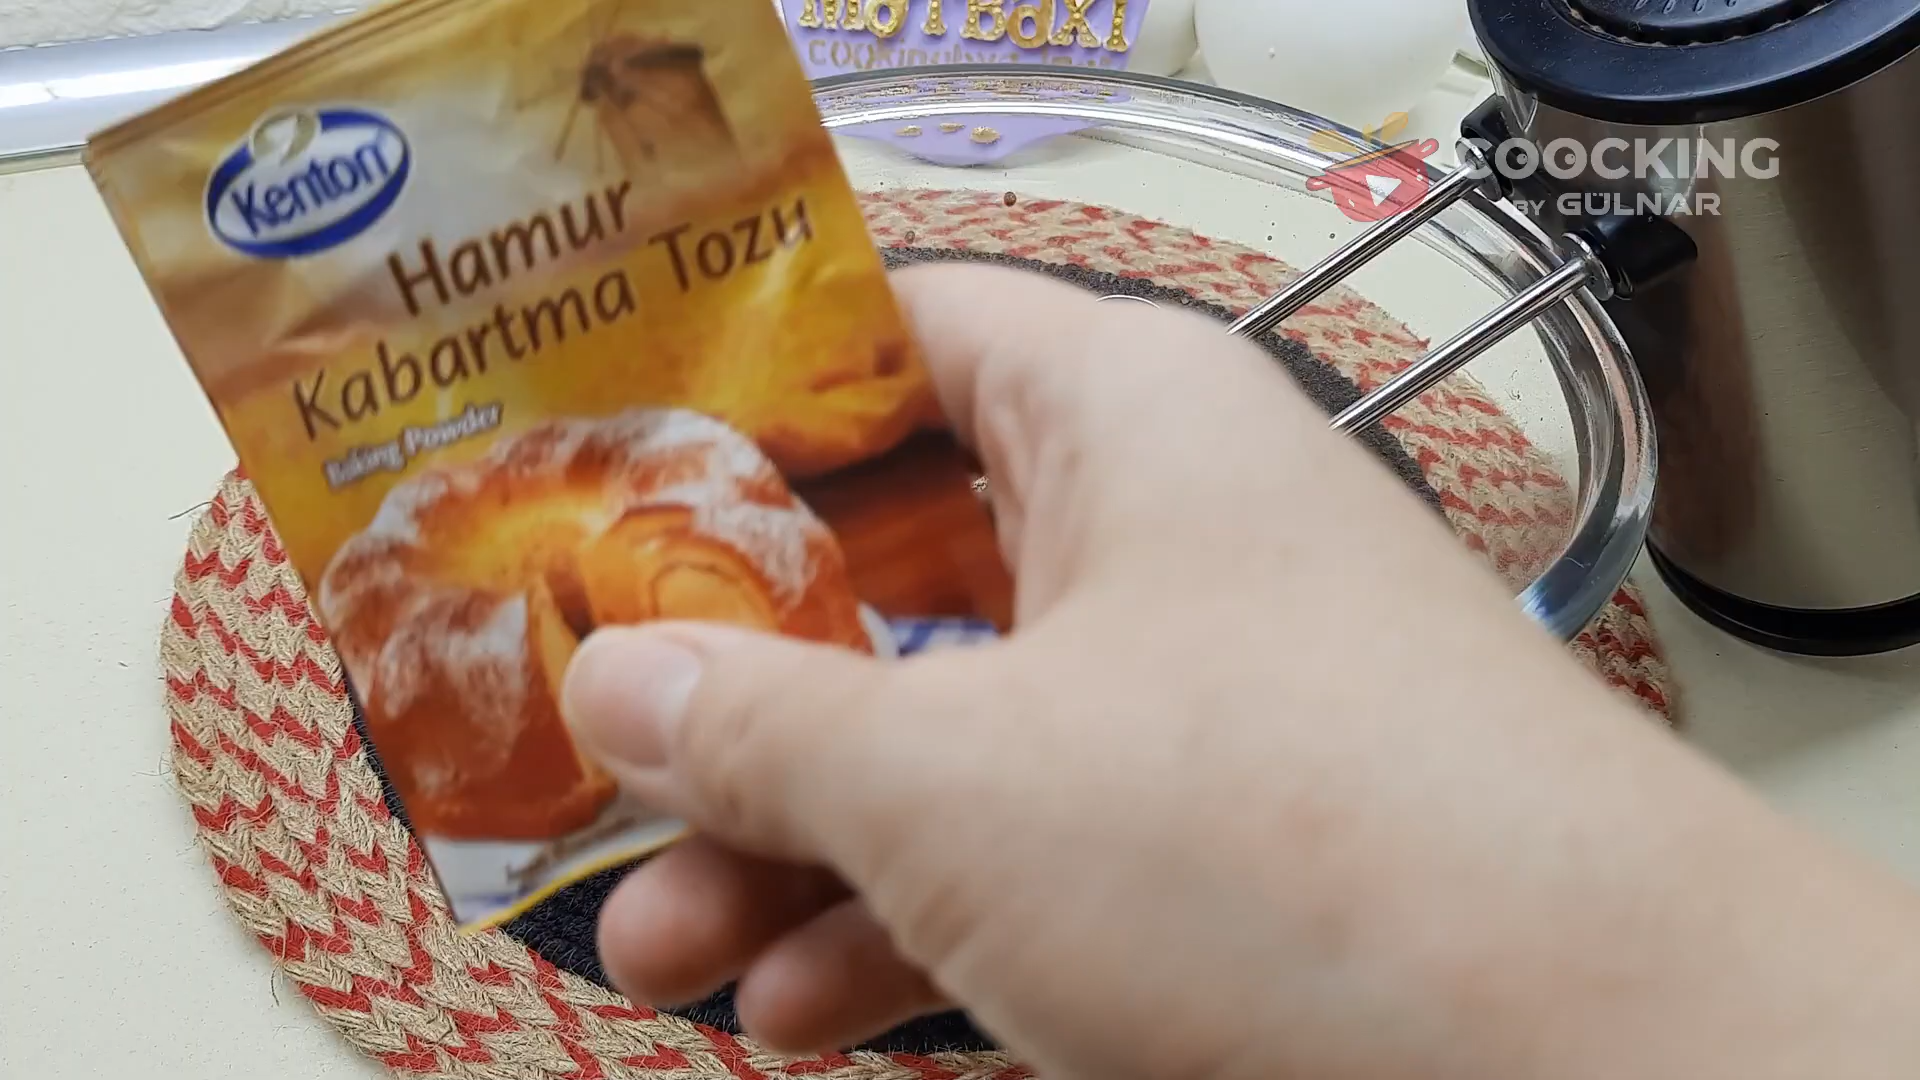 Kenton
Hamur
Kabartma Tozu
Baking Powder
COOCKING
BY GÜLNAR